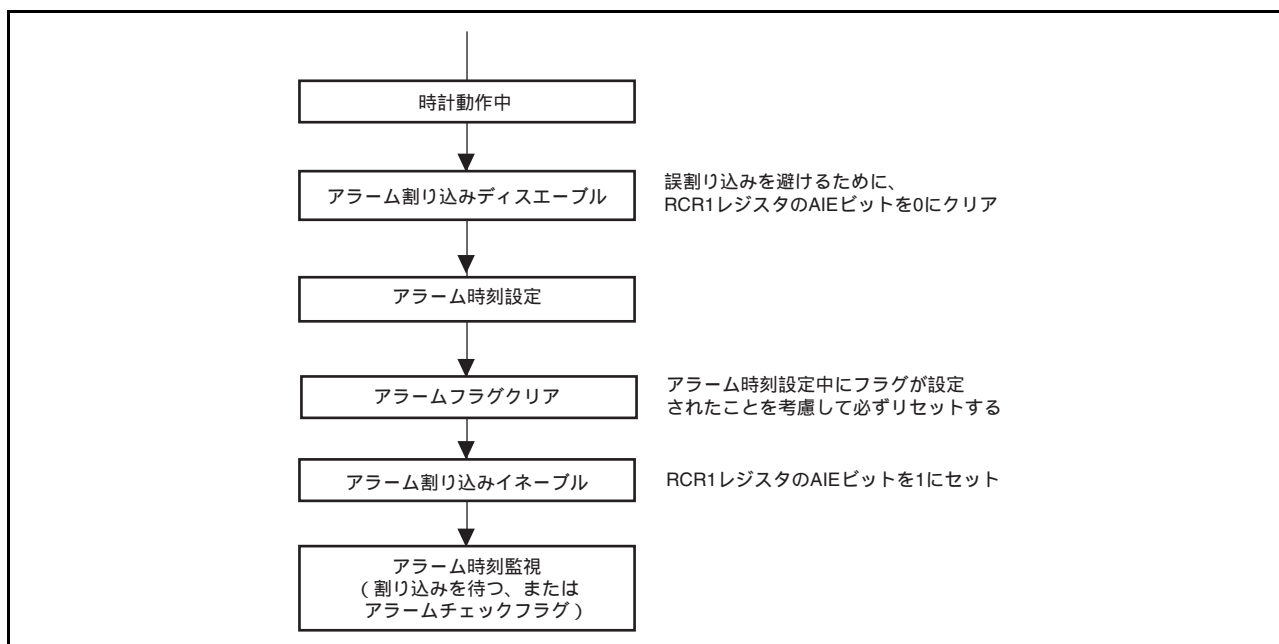 時計動作中
アラーム割り込みディスエーブル
誤割り込みを避けるために、
RCR1レジスタのAIEビットを0にクリア
アラーム時刻設定
アラームフラグクリア
アラーム時刻設定中にフラグが設定
されたことを考慮して必ずリセットする
アラーム割り込みイネーブル
RCR1レジスタのAIEビットを1にセット
アラーム時刻監視
(割り込みを待つ、または
アラームチェックフラグ)